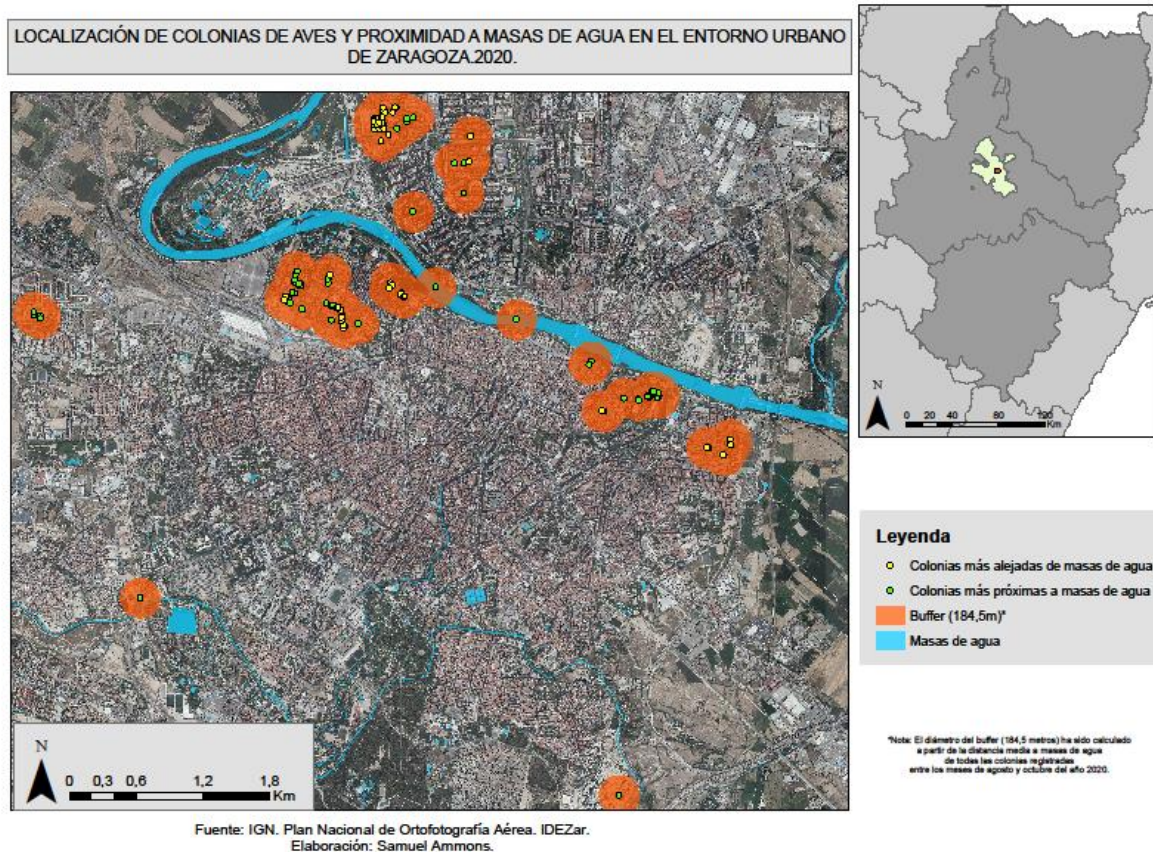 LOCALIZACIÓN DE COLONIAS DE AVES Y PROXIMIDAD A MASAS DE AGUA EN EL ENTORNO URBANO
DE ZARAGOZA.2020.
N
0 20 40 80 120
Km
Leyenda
Colonias más alejadas de masas de agua
Colonias más próximas a masas de agua
Buffer (184,5m)*
Masas de agua
*Nota: El diámetro del buffer (184,5 metros) ha sido calculado
a partir de la distancia media a masas de agua
de todas las colonias registradas
entre los meses de agosto y octubre del año 2020.
N
0 0,3 0,6 1,2 1,8
Km
Fuente: IGN. Plan Nacional de Ortofotografía Aérea. IDEZar.
Elaboración: Samuel Ammons.